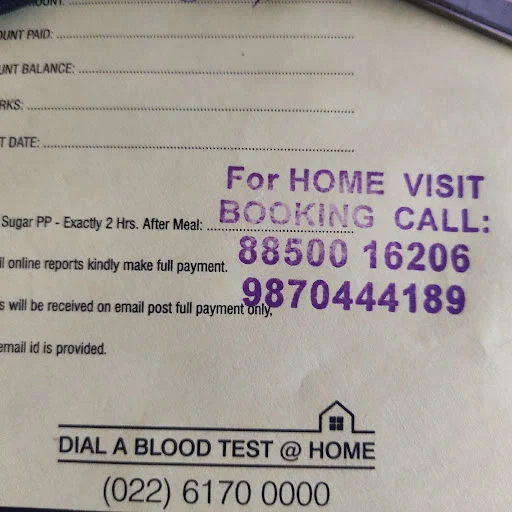 OUNT:
OUNT PAID:
UNT BALANCE:
RKS:
T DATE:
For HOME VISIT
BOOKING CALL:
Sugar PP - Exactly 2 Hrs. After Meal:
88500 16206
il online reports kindly make full payment.
9870444189
s will be received on email post full payment only,
email id is provided.
DIAL A BLOOD TEST @ HOME
(022) 6170 0000